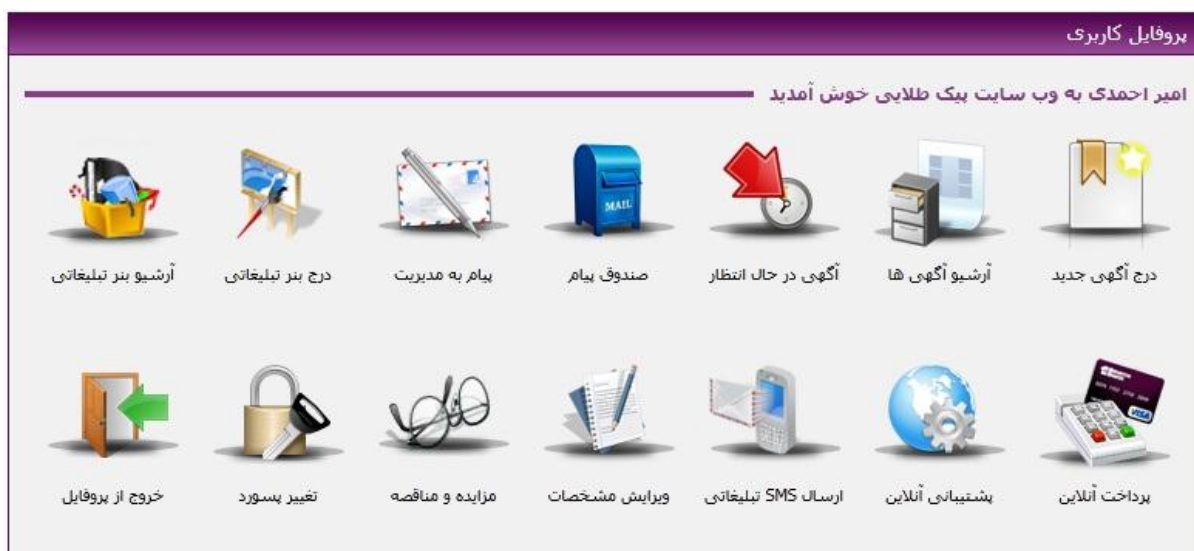 پروفایل کاربری
امیر احمدی به وب سایت پیک طلایی خوش آمدید
MAIL
درج آگهی جدید
آرشیو آگهی ها
آگهی در حال انتظار
صندوق پیام
پیام به مدیریت
درج بنر تبلیغاتی
آرشیو بنر تبلیغاتی
VISA
پرداخت آنلاین
پشتیبانی آنلاین
ارسال SMS تبلیغاتی
ویرایش مشخصات
مزایده و مناقصه
تغییر پسورد
خروج از پروفایل